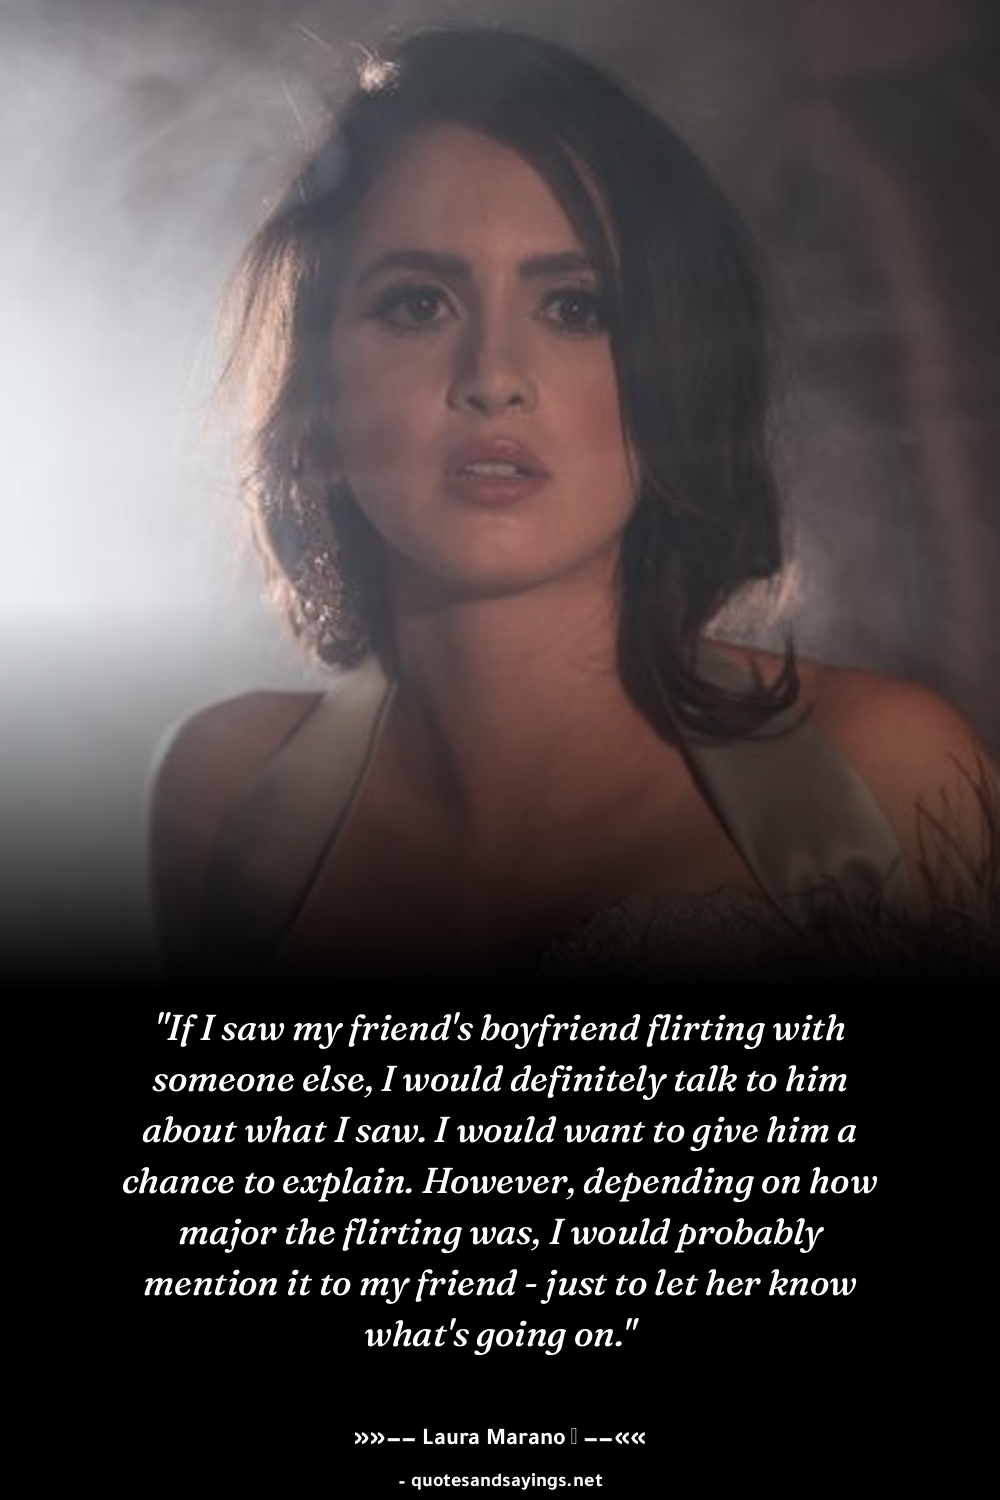 "If I saw my friend's boyfriend flirting with
someone else, I would definitely talk to him
about what I saw. I would want to give him a
chance to explain. However, depending on how
major the flirting was, I would probably
mention it to my friend - just to let her know
what's going on."
»»−− Laura Marano ▯ −−««
- quotesandsayings.net